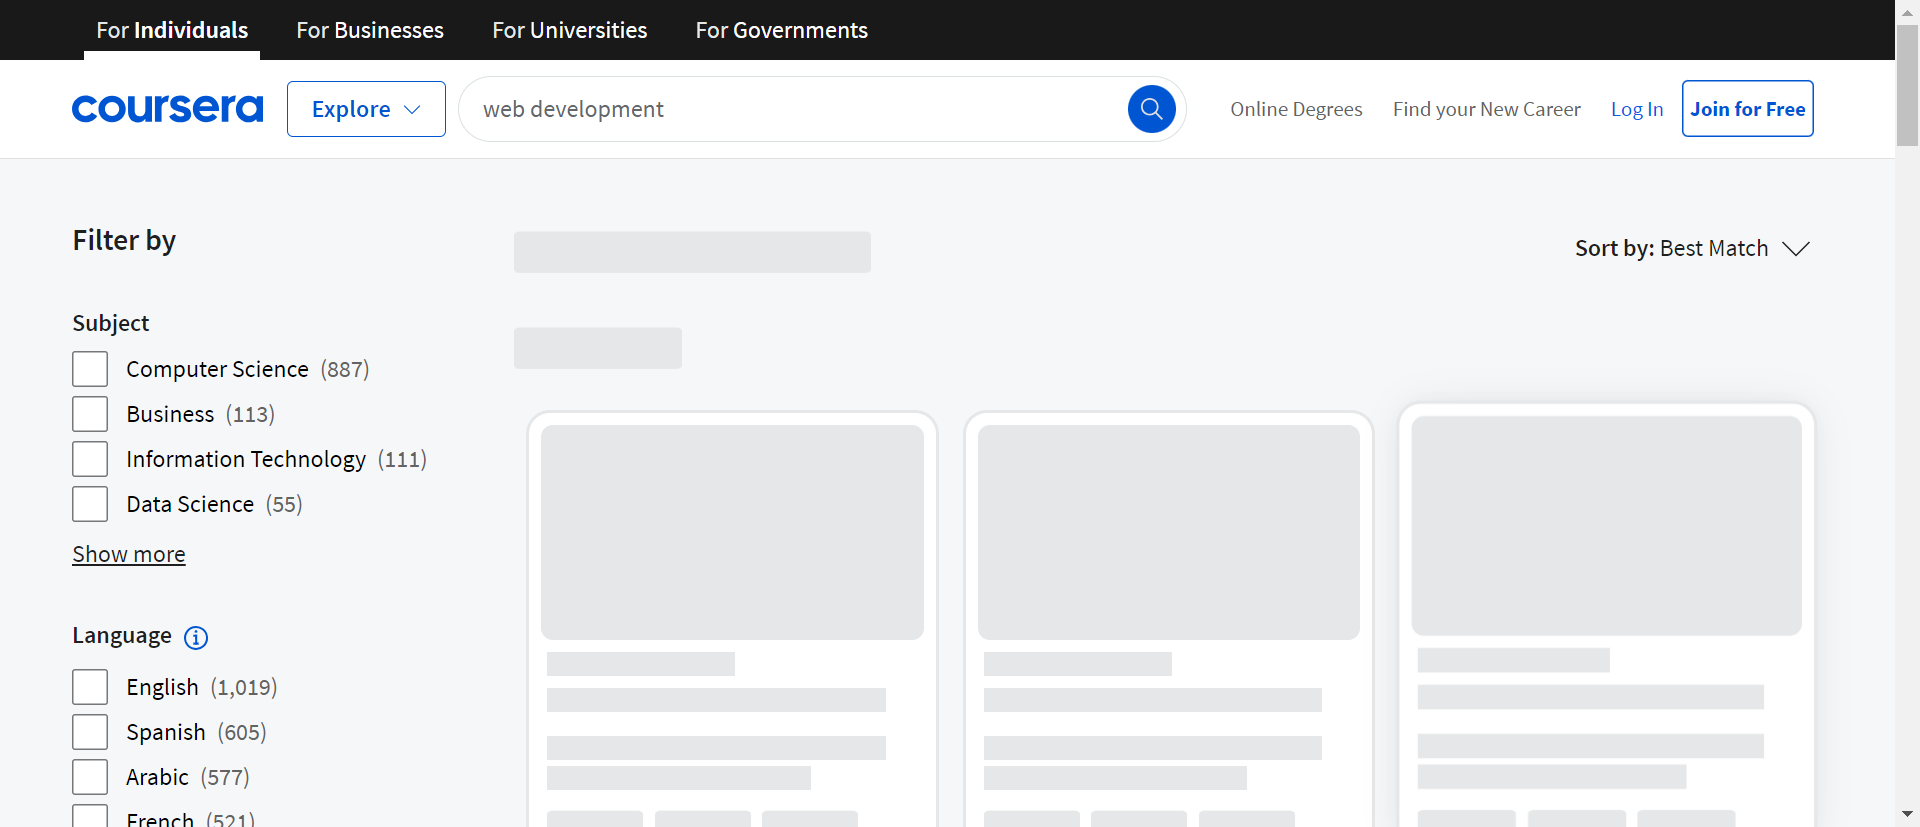 For Individuals For Businesses For Universities For Governments
coursera Explore web development Online Degrees Find your New Career Log In Join for Free
Filter by
Sort by: Best Match
Subject
Computer Science (887)
Business (113)
Information Technology (111)
Data Science (55)
Show more
Language
English (1,019)
Spanish (605)
Arabic (577)
French (521)